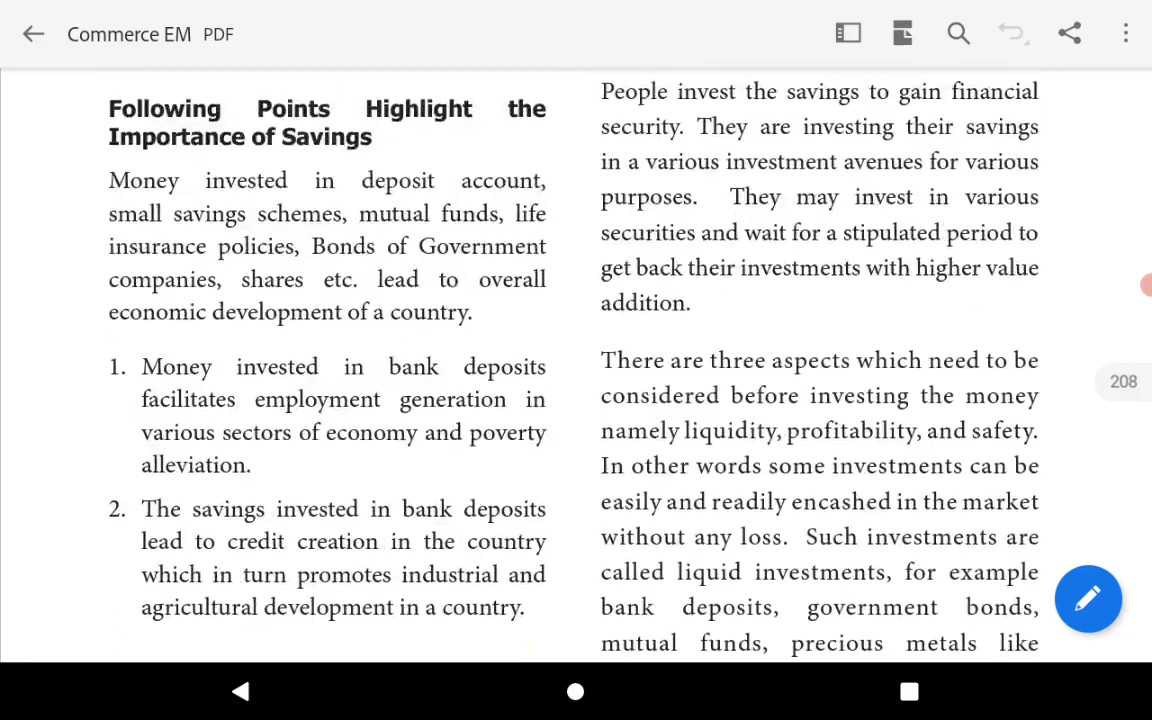 Commerce EM PDF
Following Points Highlight the
Importance of Savings
Money invested in deposit account,
small savings schemes, mutual funds, life
insurance policies, Bonds of Government
companies, shares etc. lead to overall
economic development of a country.
1. Money invested in bank deposits
facilitates employment generation in
various sectors of economy and poverty
alleviation.
2. The savings invested in bank deposits
lead to credit creation in the country
which in turn promotes industrial and
agricultural development in a country.
People invest the savings to gain financial
security. They are investing their savings
in a various investment avenues for various
purposes. They may invest in various
securities and wait for a stipulated period to
get back their investments with higher value
addition.
There are three aspects which need to be
considered before investing the money
namely liquidity, profitability, and safety.
In other words some investments can be
easily and readily encashed in the market
without any loss. Such investments are
called liquid investments, for example
bank deposits, government bonds,
mutual funds, precious metals like
208